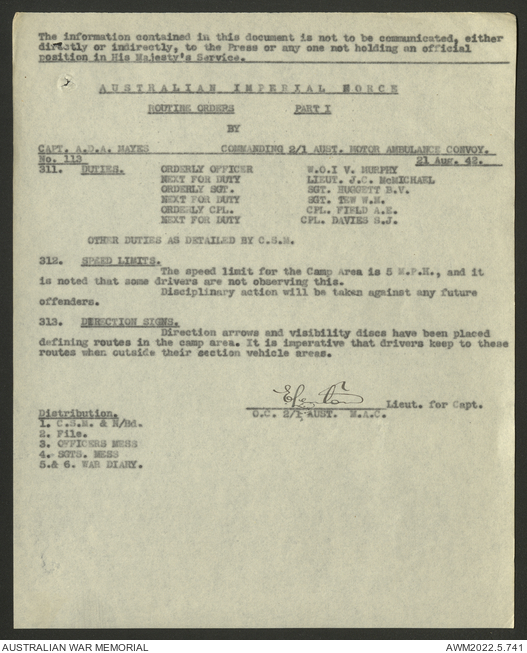 The information contained in this document is not to be communicated, either
directly or indirectly, to the Press or any one not holding an official
position in His Majesty's Service.
AUSTRALIAN IMPERIAL FORCE
ROUTINE ORDERS PART I
BY
CAPT. A.D.A. MAYES COMMANDING 2/1 AUST. MOTOR AMBULANCE CONVOY.
No. 113 21 Aug. 42.
311. DUTIES. ORDERLY OFFICER W.O.I V. MURPHY
NEXT FOR DUTY LIEUT. J.C. McMICHAEL
ORDERLY SGT. SGT. HUGGETT B.V.
NEXT FOR DUTY SGT. TEW W.M.
ORDERLY CPL. CPL. FIELD A.E.
NEXT FOR DUTY CPL. DAVIES S.J.
OTHER DUTIES AS DETAILED BY C.S.M.
312. SPEED LIMITS.
The speed limit for the Camp Area is 5 M.P.H., and it
is noted that some drivers are not observing this.
Disciplinary action will be taken against any future
offenders.
313. DIRECTION SIGNS.
Direction arrows and visibility discs have been placed
defining routes in the camp area. It is imperative that drivers keep to these
routes when outside their section vehicle areas.
Lieut. for Capt.
O.C. 2/1 AUST. M.A.C.
Distribution.
1. C.S.M. & N/Bd.
2. File.
3. OFFICERS MESS
4. SGTS. MESS
5.& 6. WAR DIARY.
AUSTRALIAN WAR MEMORIAL AWM2022.5.741